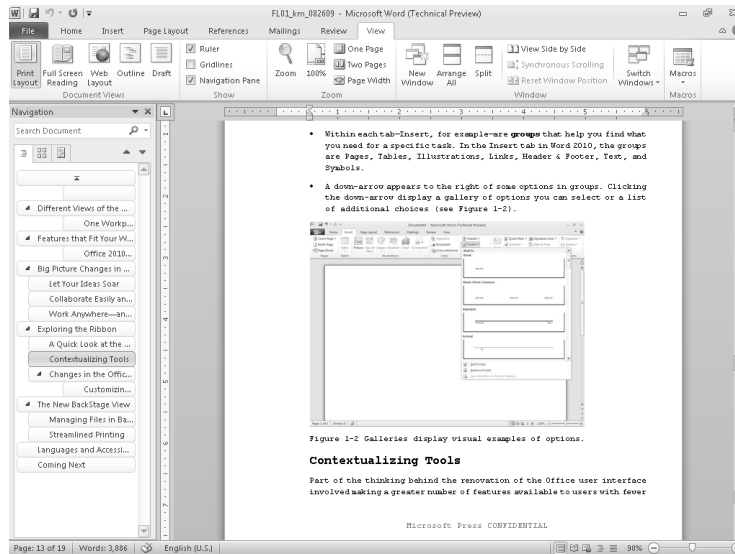 FL01_km_082609 - Microsoft Word (Technical Preview)
File Home Insert Page Layout References Mailings Review View
Print Layout
Full Screen Reading
Web Layout
Outline
Draft
Document Views
Ruler
Gridlines
Navigation Pane
Show
Zoom
100%
One Page
Two Pages
Page Width
Zoom
New Window
Arrange All
Split
View Side by Side
Synchronous Scrolling
Reset Window Position
Window
Switch Windows
Macros
Macros
Navigation
Search Document
Different Views of the ...
One Workp...
Features that Fit Your W...
Office 2010...
Big Picture Changes in ...
Let Your Ideas Soar
Collaborate Easily an...
Work Anywhere—an...
Exploring the Ribbon
A Quick Look at the ...
Contextualizing Tools
Changes in the Offic...
Customizin...
The New BackStage View
Managing Files in Ba...
Streamlined Printing
Languages and Accessi...
Coming Next
• Within each tab—Insert, for example—are groups that help you find what
you need for a specific task. In the Insert tab in Word 2010, the groups
are Pages, Tables, Illustrations, Links, Header & Footer, Text, and
Symbols.
• A down-arrow appears to the right of some options in groups. Clicking
the down-arrow display a gallery of options you can select or a list
of additional choices (see Figure 1-2).
Figure 1-2 Galleries display visual examples of options.
Contextualizing Tools
Part of the thinking behind the renovation of the Office user interface
involved making a greater number of features available to users with fewer
Microsoft Press CONFIDENTIAL
Page: 13 of 19 Words: 3,886 English (U.S.) 90%